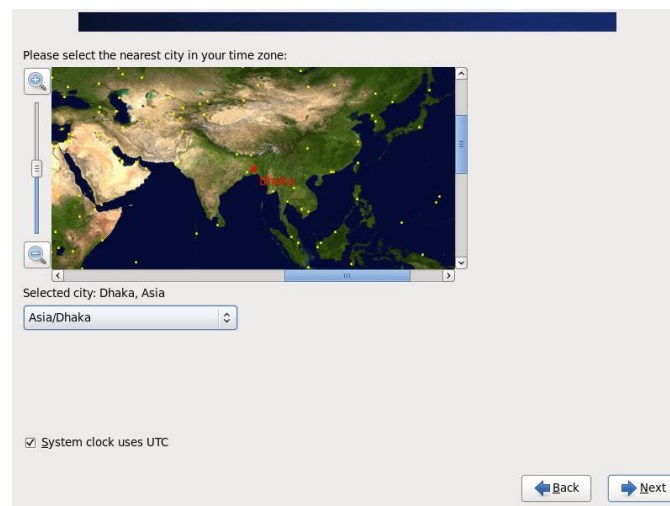 Please select the nearest city in your time zone:
Dhaka
Selected city: Dhaka, Asia
Asia/Dhaka
System clock uses UTC
Back
Next